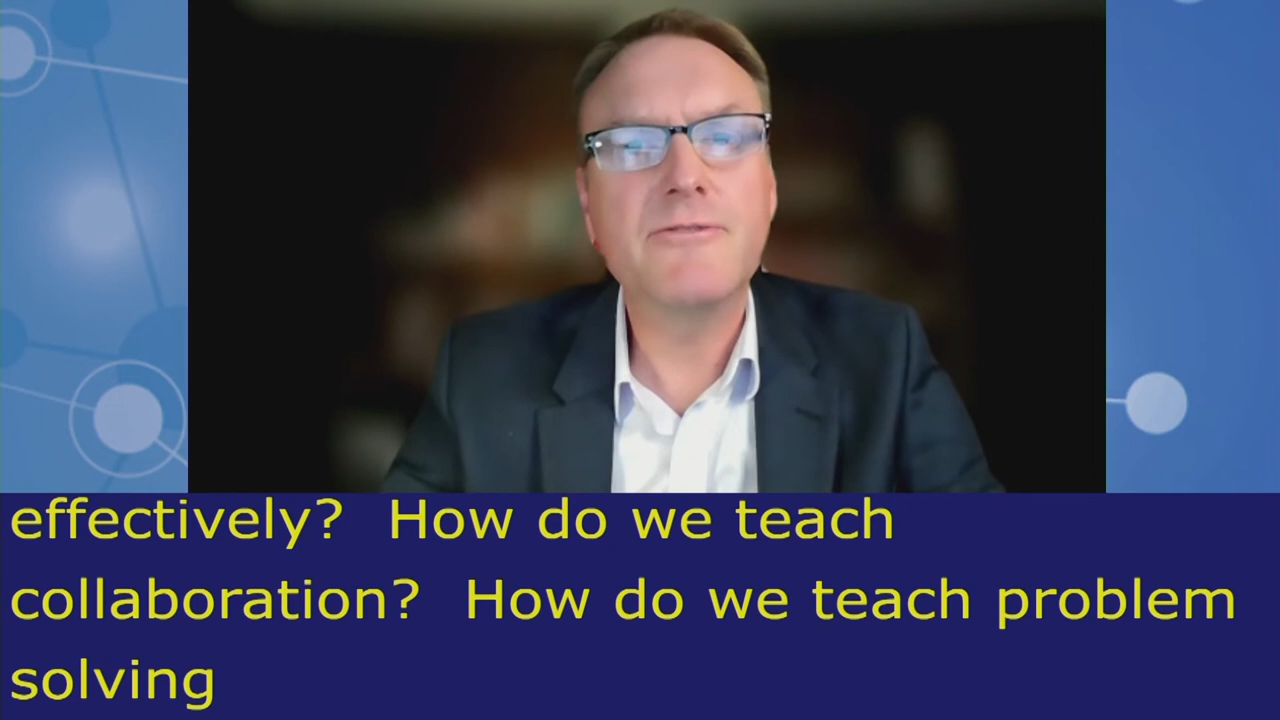 effectively?  How do we teach
collaboration?  How do we teach problem
solving